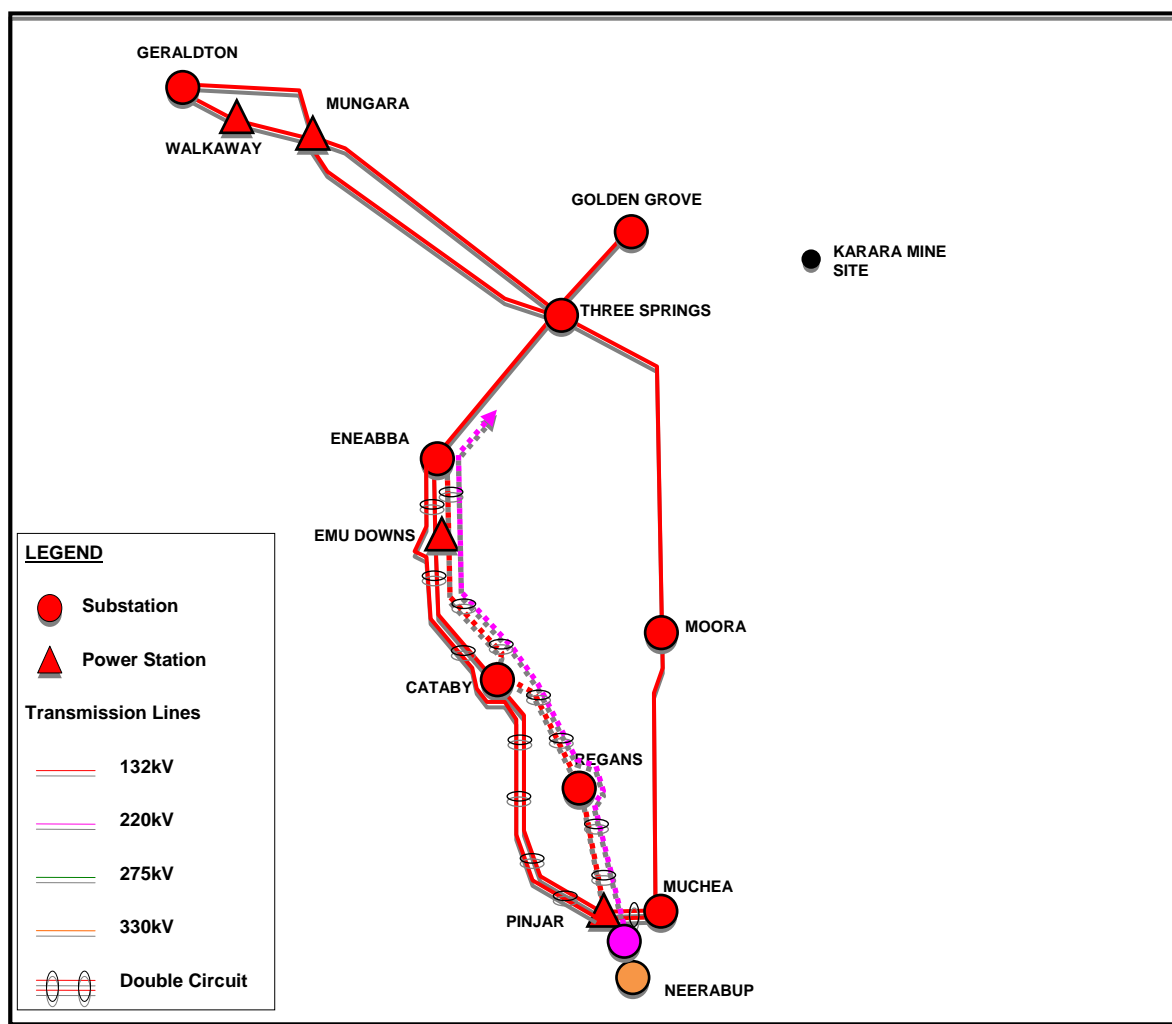 GERALDTON
MUNGARA
WALKAWAY
GOLDEN GROVE
KARARA MINE
SITE
THREE SPRINGS
ENEABBA
EMU DOWNS
LEGEND
Substation
Power Station
Transmission Lines
132kV
220kV
275kV
330kV
Double Circuit
MOORA
CATABY
REGANS
MUCHEA
PINJAR
NEERABUP